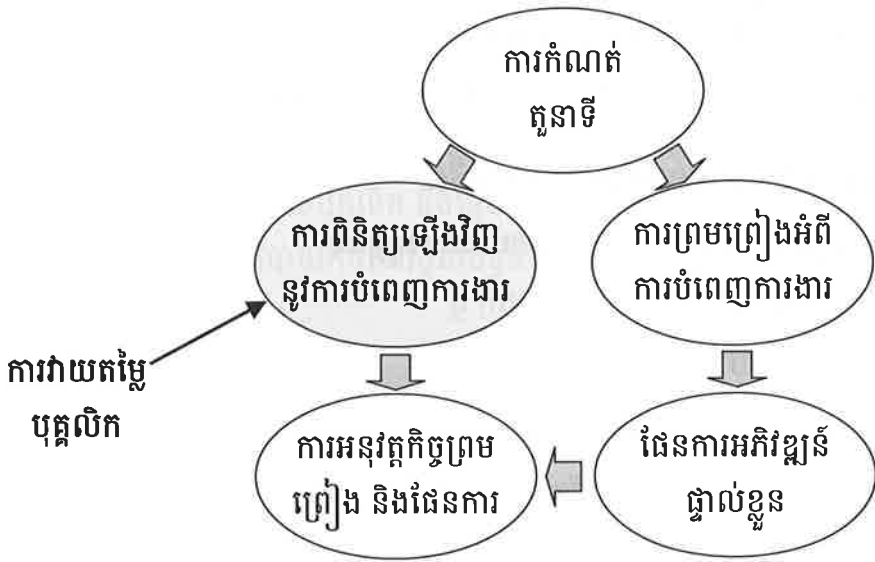 ការកំណត់
តួនាទី
ការពិនិត្យឡើងវិញ
នូវការបំពេញការងារ
ការព្រមព្រៀងអំពី
ការបំពេញការងារ
ការវាយតម្លៃ
បុគ្គលិក
ការអនុវត្តកិច្ចព្រម
ព្រៀង និងផែនការ
ផែនការអភិវឌ្ឍន៍
ផ្ទាល់ខ្លួន